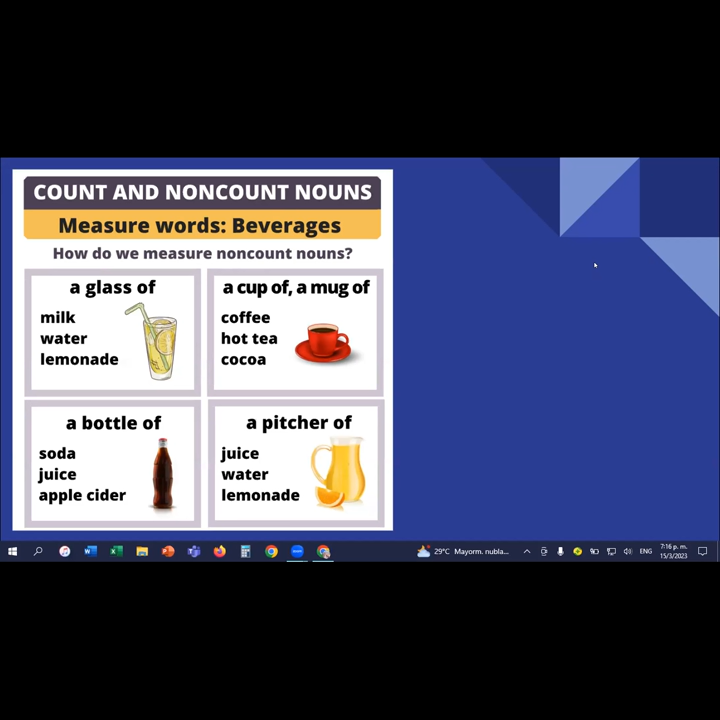 COUNT AND NONCOUNT NOUNS
Measure words: Beverages
How do we measure noncount nouns?
a glass of
milk
water
lemonade
a cup of, a mug of
coffee
hot tea
cocoa
a bottle of
soda
juice
apple cider
a pitcher of
juice
water
lemonade
29°C Mayorm. nubla...
ENG
7:16 p. m.
15/3/2023